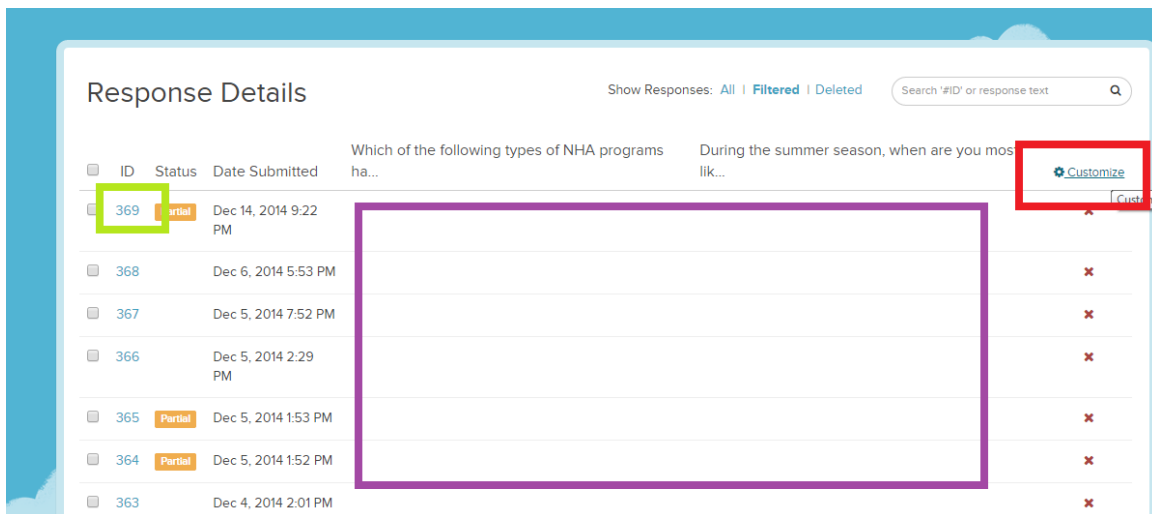 Response Details
Show Responses: All | Filtered | Deleted
Search '#ID' or response text
ID Status Date Submitted
Which of the following types of NHA programs
ha...
During the summer season, when are you mos
lik...
Customize
369 Partial Dec 14, 2014 9:22
PM
368 Dec 6, 2014 5:53 PM
367 Dec 5, 2014 7:52 PM
366 Dec 5, 2014 2:29
PM
365 Partial Dec 5, 2014 1:53 PM
364 Partial Dec 5, 2014 1:52 PM
363 Dec 4, 2014 2:01 PM